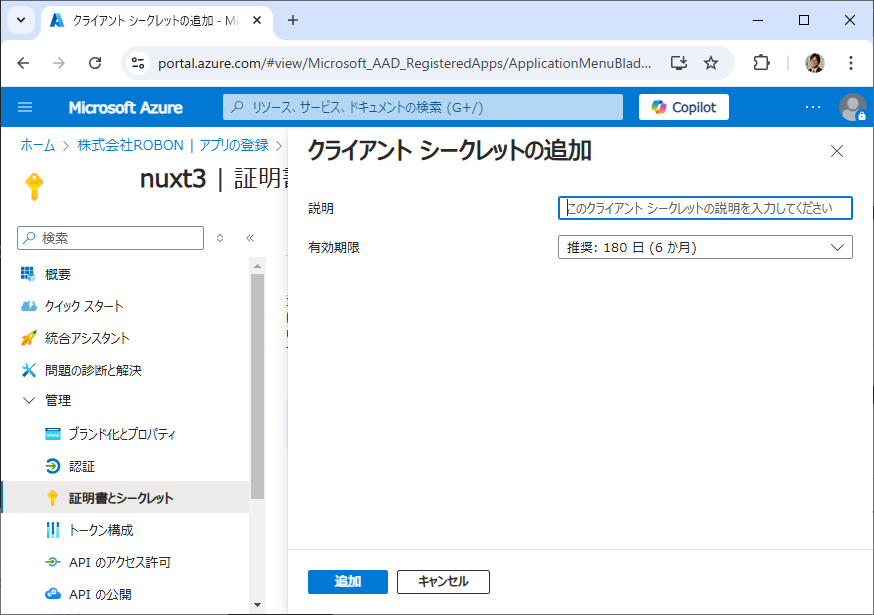 クライアント シークレットの追加 - Mi
portal.azure.com/#view/Microsoft_AAD_RegisteredApps/ApplicationMenuBlad...
Microsoft Azure
リソース、サービス、ドキュメントの検索 (G+/)
Copilot
ホーム > 株式会社ROBON | アプリの登録 >
nuxt3 | 証明書
検索
概要
クイック スタート
統合アシスタント
問題の診断と解決
管理
ブランド化とプロパティ
認証
証明書とシークレット
トークン構成
API のアクセス許可
API の公開
クライアント シークレットの追加
説明
このクライアント シークレットの説明を入力してください
有効期限
推奨: 180 日 (6 か月)
追加
キャンセル